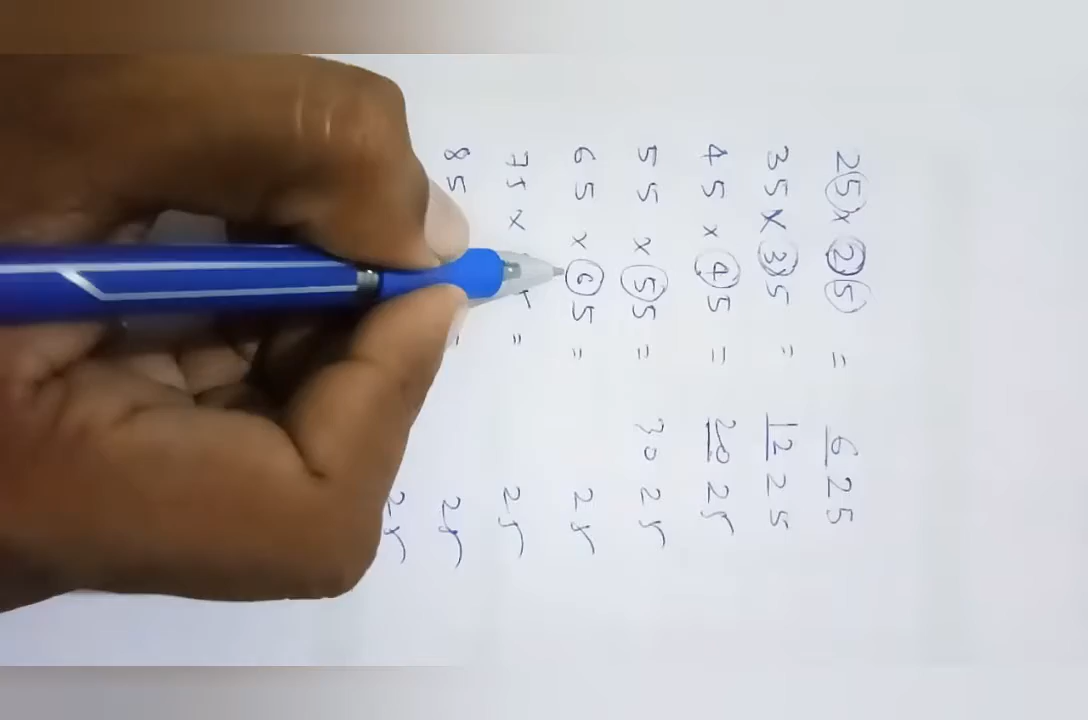 25 x 25 = 625
35 x 35 = 1225
45 x 45 = 2025
55 x 55 = 3025
65 x 65 = 25
75 x = 25
85 = 25
25